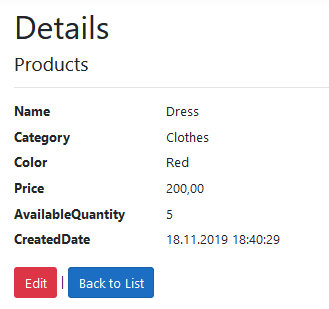 Details
Products
Name Dress
Category Clothes
Color Red
Price 200,00
AvailableQuantity 5
CreatedDate 18.11.2019 18:40:29
Edit | Back to List